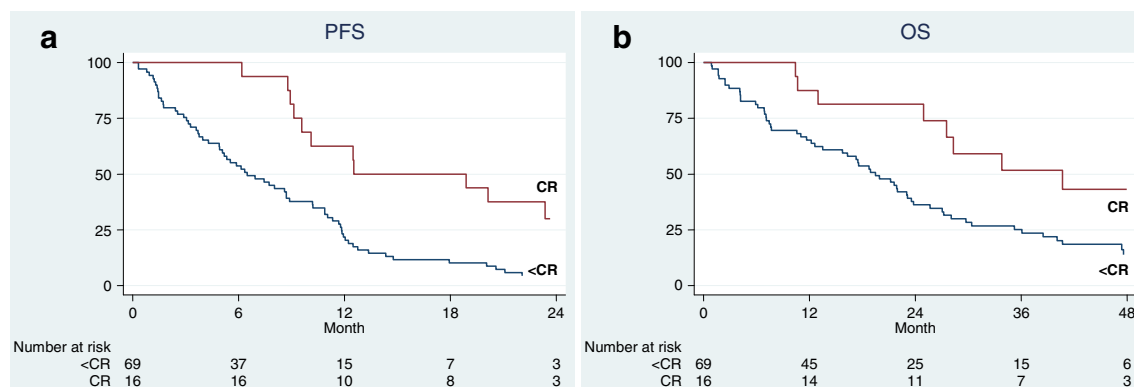 a PFS
100
75
50
25
0
CR
<CR
0 6 12 18 24
Month
Number at risk
<CR 69 37 15 7 3
CR 16 16 10 8 3
b OS
100
75
50
25
0
CR
<CR
0 12 24 36 48
Month
Number at risk
<CR 69 45 25 15 6
CR 16 14 11 7 3